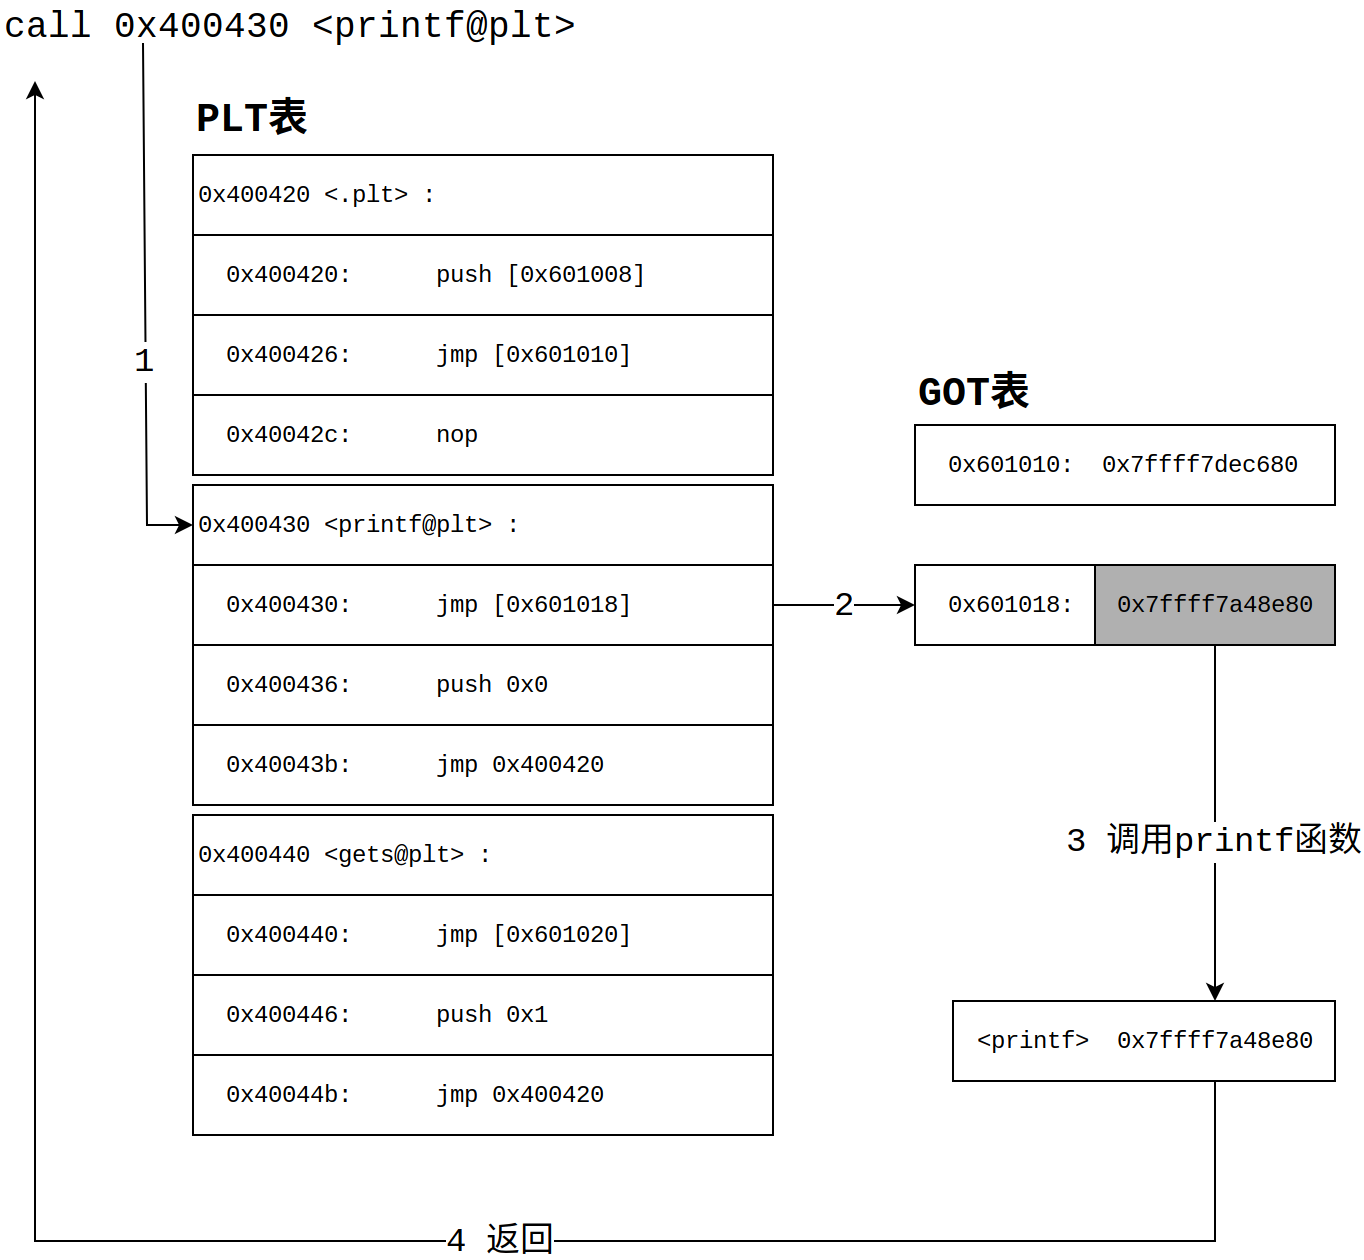 call 0x400430 <printf@plt>
PLT表
0x400420 <.plt> :
0x400420: push [0x601008]
0x400426: jmp [0x601010]
0x40042c: nop
0x400430 <printf@plt> :
0x400430: jmp [0x601018]
0x400436: push 0x0
0x40043b: jmp 0x400420
0x400440 <gets@plt> :
0x400440: jmp [0x601020]
0x400446: push 0x1
0x40044b: jmp 0x400420
1
GOT表
0x601010: 0x7ffff7dec680
2
0x601018: 0x7ffff7a48e80
3 调用printf函数
<printf> 0x7ffff7a48e80
4 返回